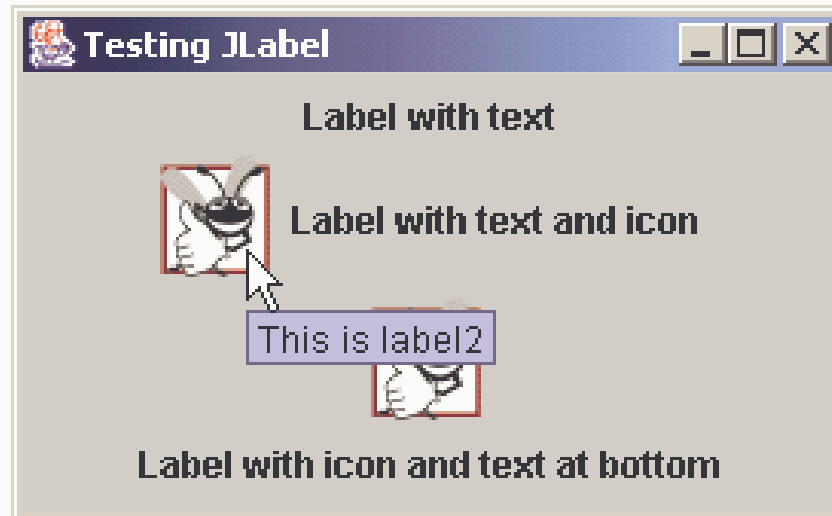 Testing JLabel
Label with text
Label with text and icon
This is label2
Label with icon and text at bottom